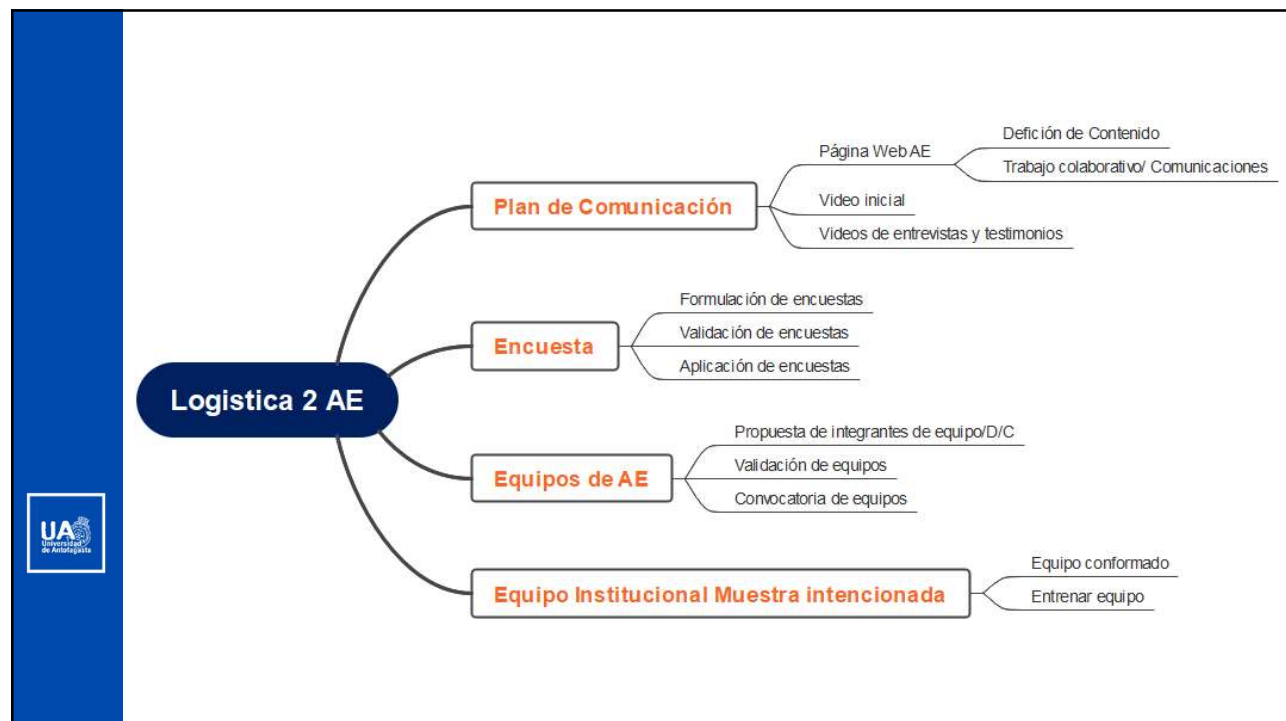 Logistica 2 AE
Plan de Comunicación
Página Web AE
Defición de Contenido
Trabajo colaborativo/ Comunicaciones
Video inicial
Videos de entrevistas y testimonios
Encuesta
Formulación de encuestas
Validación de encuestas
Aplicación de encuestas
Equipos de AE
Propuesta de integrantes de equipo/D/C
Validación de equipos
Convocatoria de equipos
Equipo Institucional Muestra intencionada
Equipo conformado
Entrenar equipo
UA
Universidad
de Antofagasta